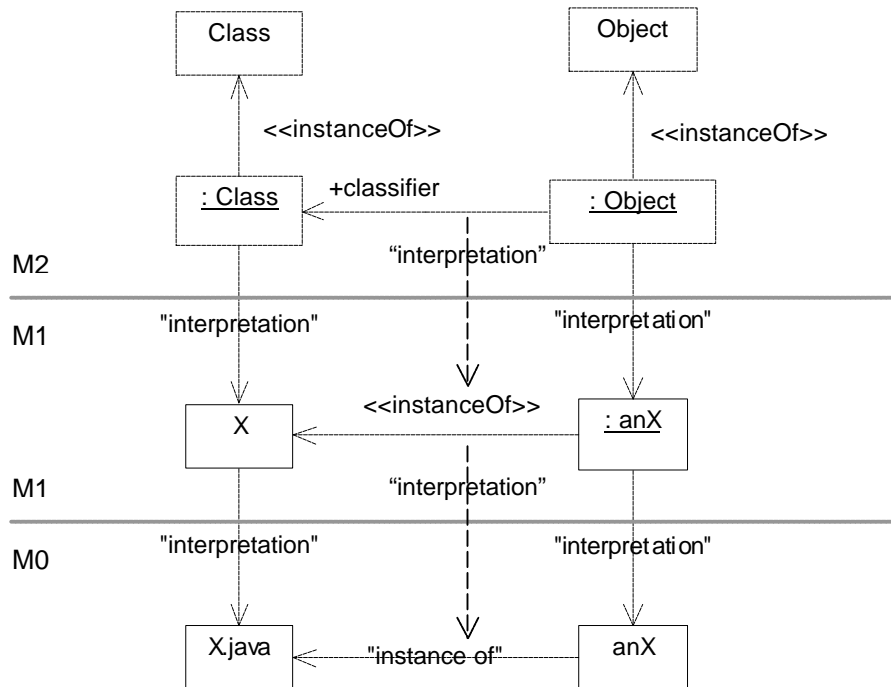 Class
Object
<<instanceOf>>
<<instanceOf>>
: Class
+classifier
: Object
“interpretation”
M2
"interpretation"
"interpretation"
M1
<<instanceOf>>
X
: anX
M1
“interpretation”
"interpretation"
"interpretation"
M0
X.java
"instance of"
anX